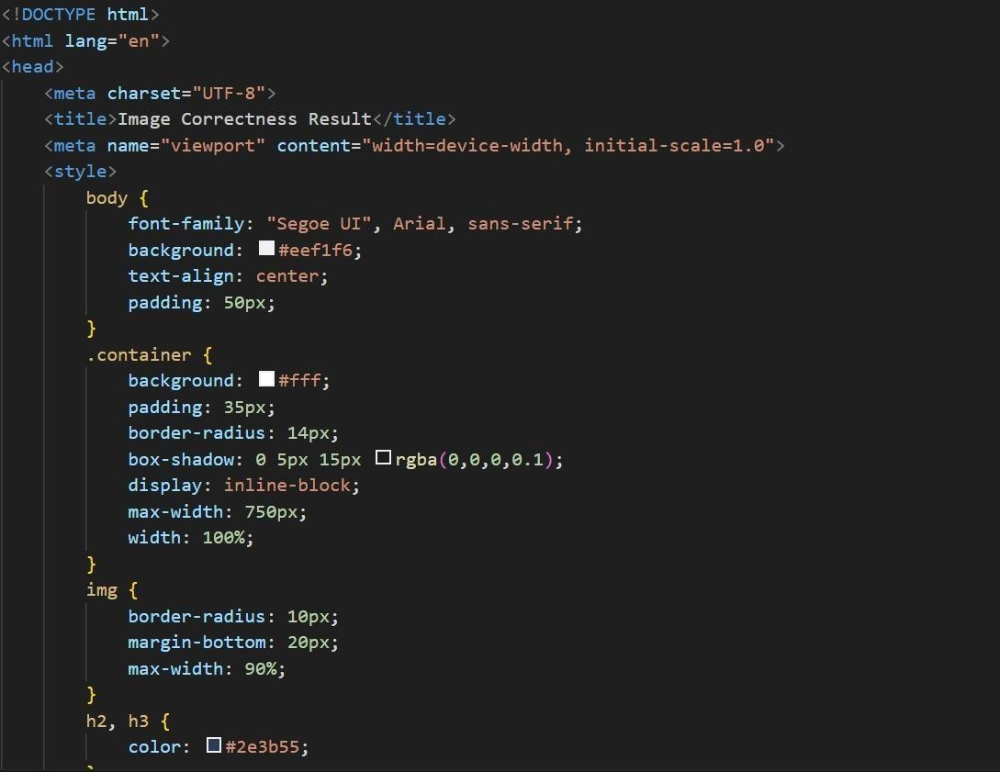 <!DOCTYPE html>
<html lang="en">
<head>
    <meta charset="UTF-8">
    <title>Image Correctness Result</title>
    <meta name="viewport" content="width=device-width, initial-scale=1.0">
    <style>
        body {
            font-family: "Segoe UI", Arial, sans-serif;
            background: #eef1f6;
            text-align: center;
            padding: 50px;
        }
        .container {
            background: #fff;
            padding: 35px;
            border-radius: 14px;
            box-shadow: 0 5px 15px rgba(0,0,0,0.1);
            display: inline-block;
            max-width: 750px;
            width: 100%;
        }
        img {
            border-radius: 10px;
            margin-bottom: 20px;
            max-width: 90%;
        }
        h2, h3 {
            color: #2e3b55;
        }